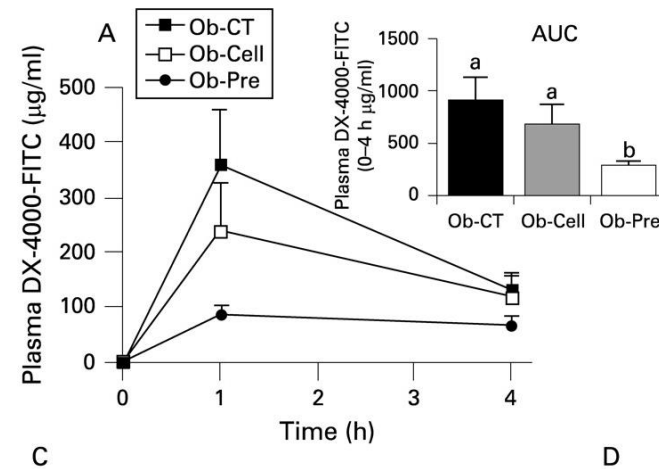 A
Ob-CT
Ob-Cell
Ob-Pre
Plasma DX-4000-FITC (μg/ml)
500
400
300
200
100
0
0 1 2 3 4
Time (h)
AUC
Plasma DX-4000-FITC
(0–4 h μg/ml)
1500
1000
500
0
a a b
Ob-CT Ob-Cell Ob-Pre
C D